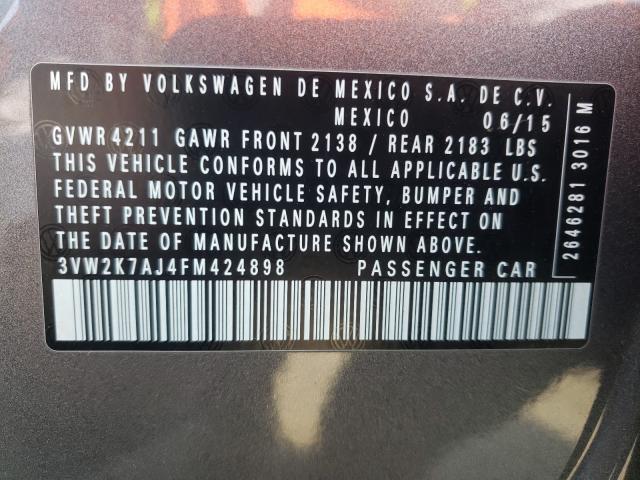 MFD BY VOLKSWAGEN DE MEXICO S.A. DE C.V.
MEXICO 06/15
GVWR 4211 GAWR FRONT 2138 / REAR 2183 LBS
THIS VEHICLE CONFORMS TO ALL APPLICABLE U.S.
FEDERAL MOTOR VEHICLE SAFETY, BUMPER AND
THEFT PREVENTION STANDARDS IN EFFECT ON
THE DATE OF MANUFACTURE SHOWN ABOVE.
3VW2K7AJ4FM424898 PASSENGER CAR
2646281 3016 M